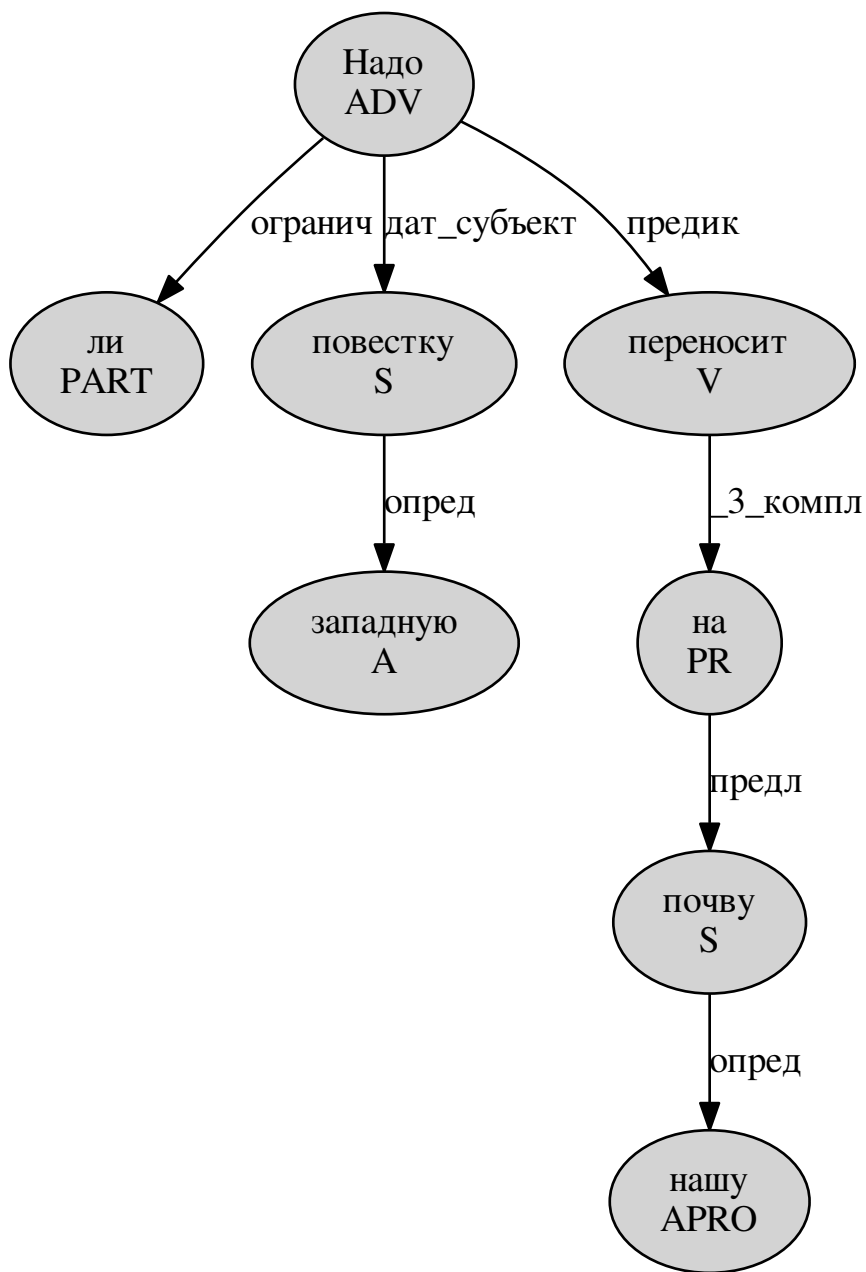 Надо
ADV
огранич
дат_субъект
предик
ли
PART
повестку
S
переносит
V
опред
_3_компл
западную
A
на
PR
предл
почву
S
опред
нашу
APRO